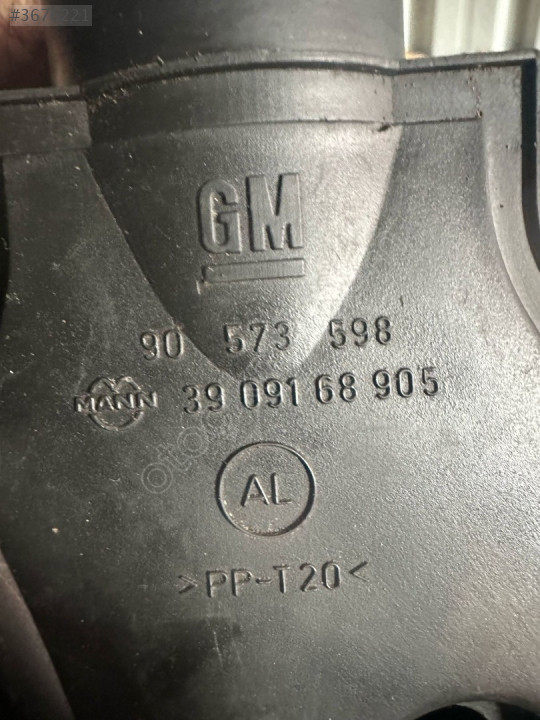 GM
90 573 598
MANN 39 091 68 905
AL
>PP-T20<